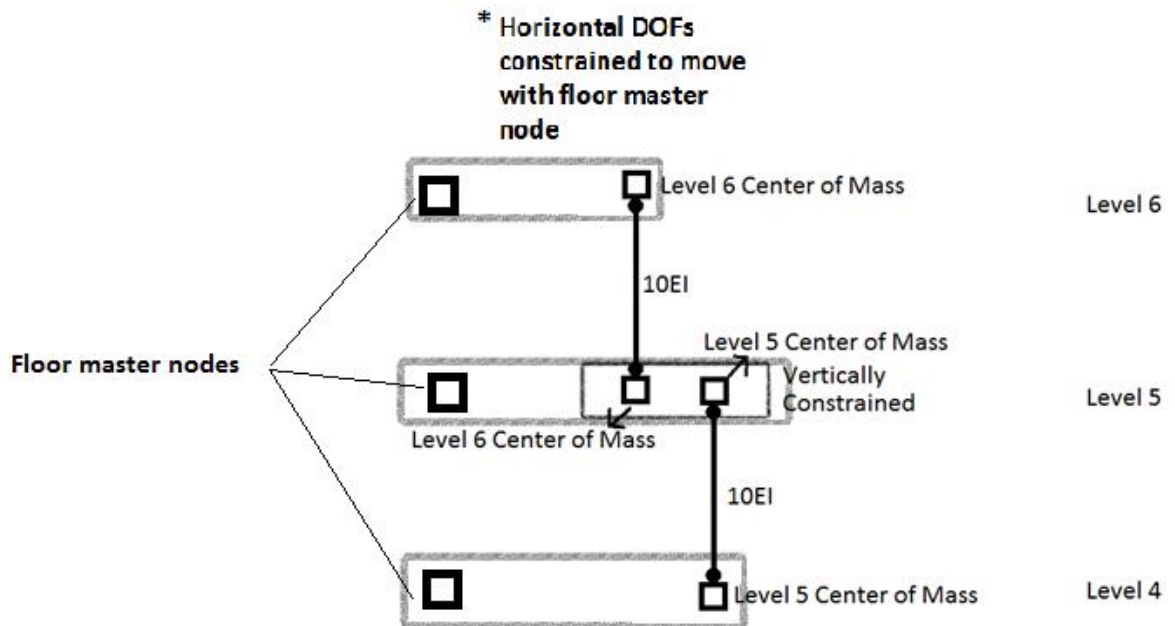 * Horizontal DOFs
constrained to move
with floor master
node
Level 6 Center of Mass
Level 6
10EI
Level 5 Center of Mass
Floor master nodes
Vertically
Constrained
Level 5
Level 6 Center of Mass
10EI
Level 5 Center of Mass
Level 4